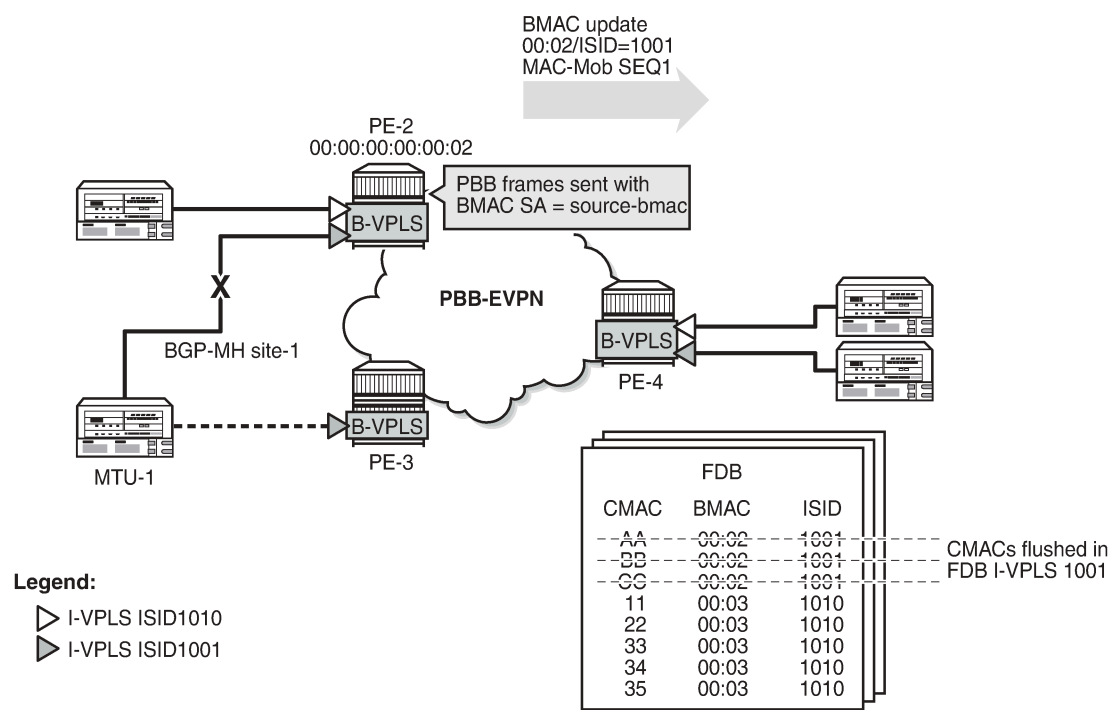 BMAC update
00:02/ISID=1001
MAC-Mob SEQ1
PE-2
00:00:00:00:00:02
PBB frames sent with
BMAC SA = source-bmac
B-VPLS
X
PBB-EVPN
BGP-MH site-1
B-VPLS
PE-4
B-VPLS
PE-3
MTU-1
FDB
CMAC BMAC ISID
AA 00:02 1001
BB 00:02 1001
CC 00:02 1001
11 00:03 1010
22 00:03 1010
33 00:03 1010
34 00:03 1010
35 00:03 1010
CMACs flushed in
FDB I-VPLS 1001
Legend:
I-VPLS ISID1010
I-VPLS ISID1001